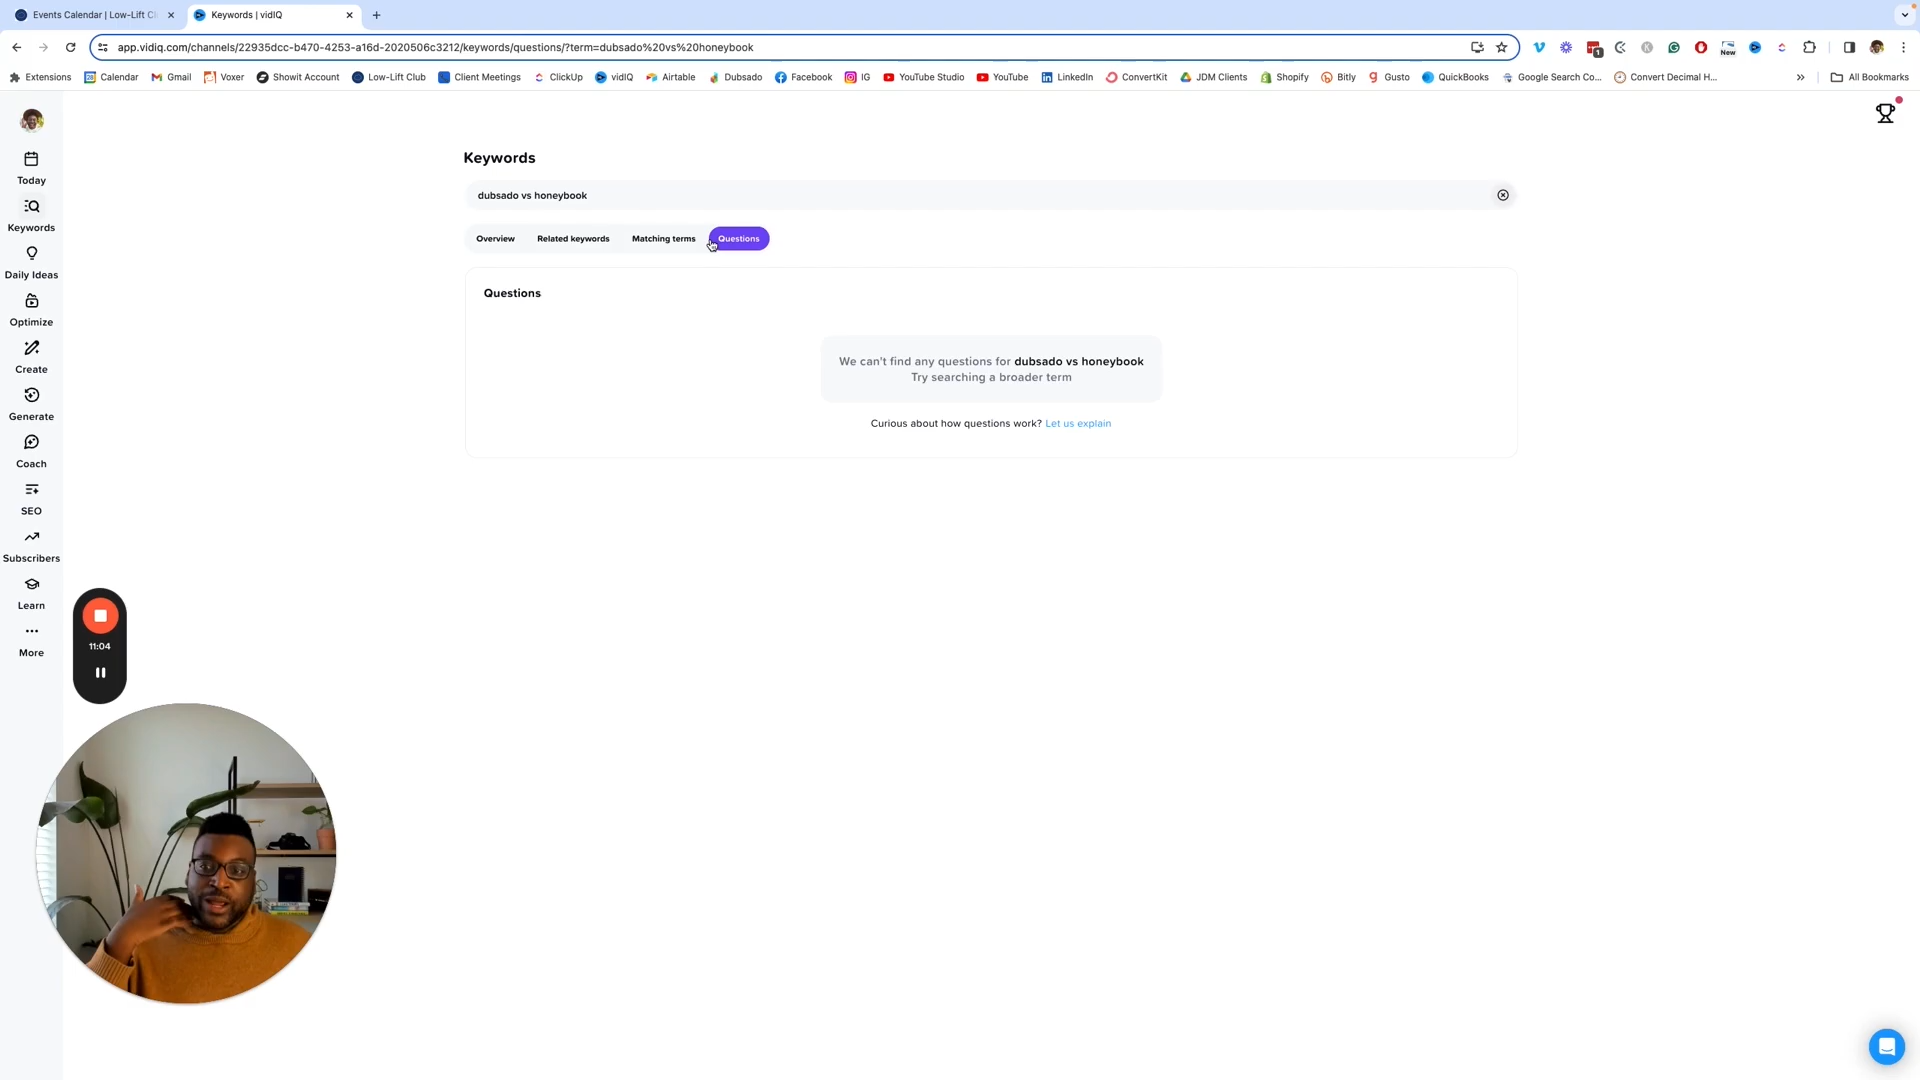 Events Calendar | Low-Lift Cl
Keywords | vidIQ
app.vidiq.com/channels/22935dcc-b470-4253-a16d-2020506c3212/keywords/questions/?term=dubsado%20vs%20honeybook
1
New
Extensions
28
Calendar
Gmail
Voxer
Showit Account
Low-Lift Club
Client Meetings
ClickUp
vidIQ
Airtable
Dubsado
Facebook
IG
YouTube Studio
YouTube
LinkedIn
ConvertKit
JDM Clients
Shopify
Bitly
Gusto
QuickBooks
Google Search Co...
Convert Decimal H...
All Bookmarks
Today
Keywords
Daily Ideas
Optimize
Create
Generate
Coach
SEO
Subscribers
Learn
More
Keywords
dubsado vs honeybook
Overview
Related keywords
Matching terms
Questions
Questions
We can't find any questions for dubsado vs honeybook
Try searching a broader term
Curious about how questions work? Let us explain
11:04